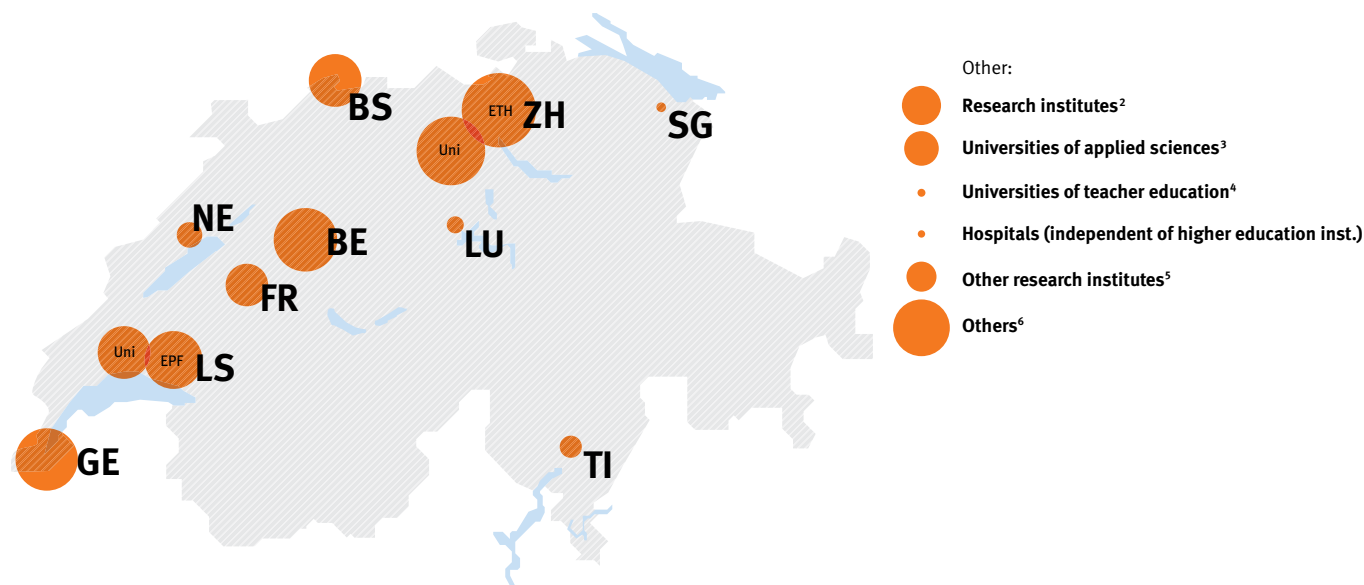 BS
ETH
ZH
SG
Uni
NE
BE
LU
FR
Uni
EPF
LS
GE
TI
Other:
Research institutes²
Universities of applied sciences³
Universities of teacher education⁴
Hospitals (independent of higher education inst.)
Other research institutes⁵
Others⁶